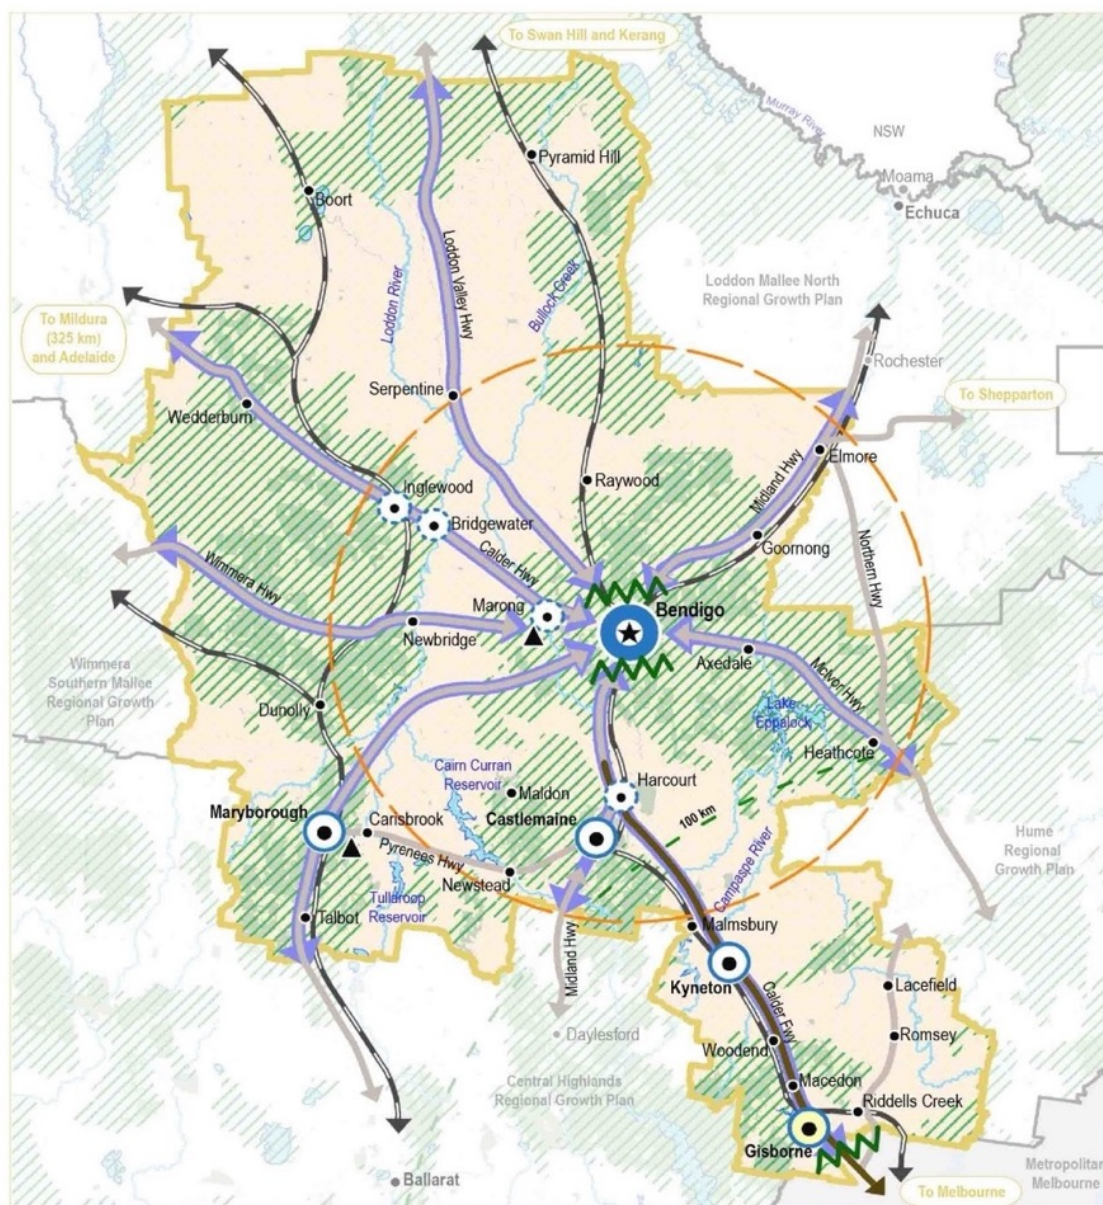 To Swan Hill and Kerang
Murray River
NSW
Moama
Echuca
Pyramid Hill
Boort
Loddon River
Loddon Valley Hwy
Bullock Creek
Loddon Mallee North
Regional Growth Plan
To Mildura
(325 km)
and Adelaide
Rochester
To Shepparton
Serpentine
Wedderburn
Elmore
Midland Hwy
Raywood
Inglewood
Bridgewater
Goornong
Northern Hwy
Calder Hwy
Wimmera Hwy
Marong
Bendigo
Newbridge
Axedale
McIvor Hwy
Wimmera
Southern Mallee
Regional Growth
Plan
Dunolly
Lake
Eppalock
Heathcote
Cairn Curran
Reservoir
Maldon
Harcourt
Maryborough
Carisbrook
Castlemaine
100 km
Pyrenees Hwy
Newstead
Campaspe River
Hume
Regional
Growth Plan
Tullaroop
Reservoir
Talbot
Malmsbury
Midland Hwy
Kyneton
Calder Fwy
Lacefield
Daylesford
Woodend
Romsey
Central Highlands
Regional Growth Plan
Macedon
Riddells Creek
Gisborne
Metropolitan
Melbourne
Ballarat
To Melbourne